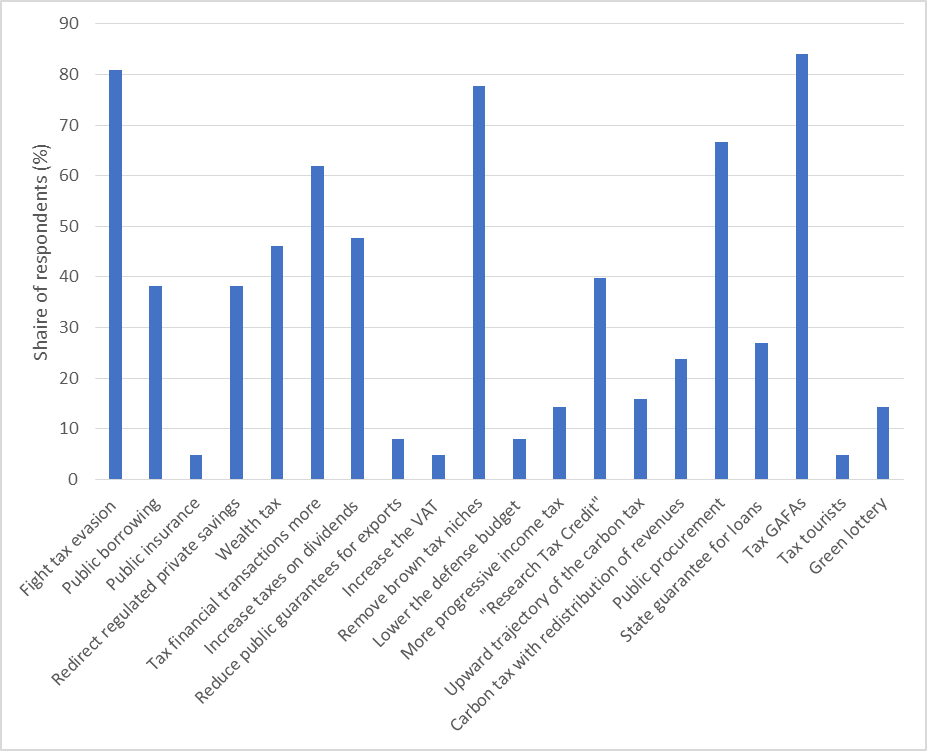 90
80
70
60
50
40
30
20
10
0
Shaire of respondents (%)
Fight tax evasion
Public borrowing
Public insurance
Redirect regulated private savings
Wealth tax
Tax financial transactions more
Increase taxes on dividends
Reduce public guarantees for exports
Increase the VAT
Remove brown tax niches
Lower the defense budget
More progressive income tax
"Research Tax Credit"
Upward trajectory of the carbon tax
Carbon tax with redistribution of revenues
Public procurement
State guarantee for loans
Tax GAFAs
Tax tourists
Green lottery